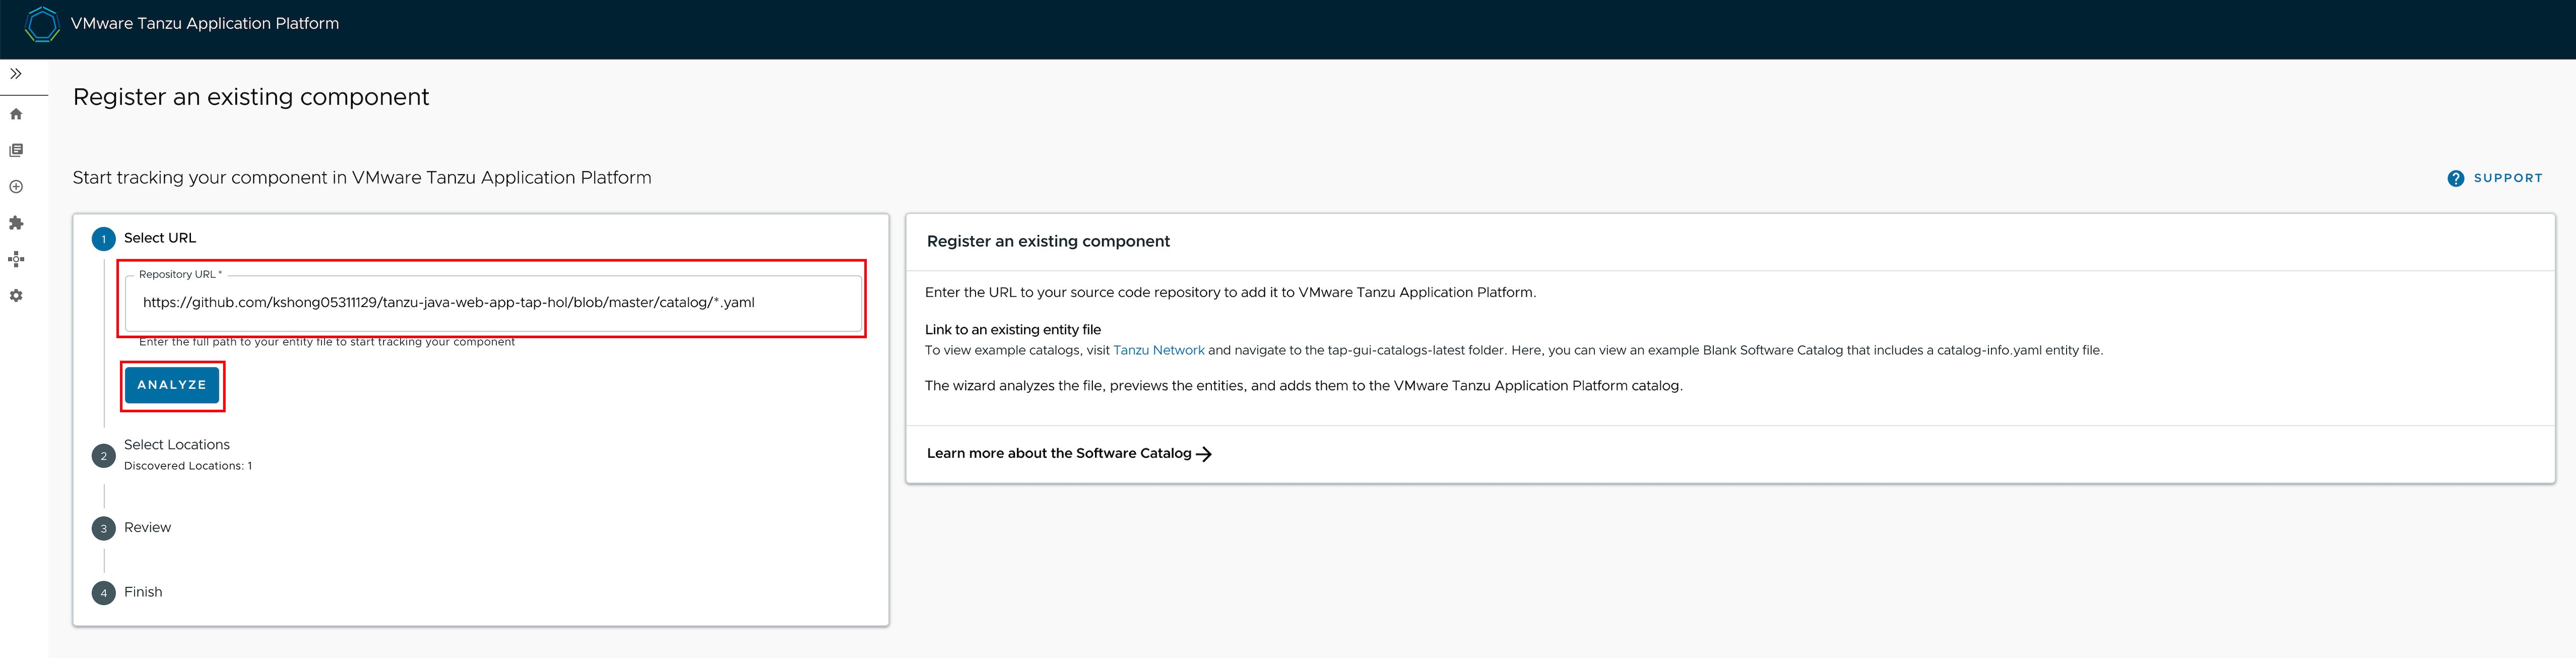 VMware Tanzu Application Platform
Register an existing component
Start tracking your component in VMware Tanzu Application Platform
? SUPPORT
1 Select URL
Repository URL *
https://github.com/kshong05311129/tanzu-java-web-app-tap-hol/blob/master/catalog/*.yaml
Enter the full path to your entity file to start tracking your component
ANALYZE
2 Select Locations
Discovered Locations: 1
3 Review
4 Finish
Register an existing component
Enter the URL to your source code repository to add it to VMware Tanzu Application Platform.
Link to an existing entity file
To view example catalogs, visit Tanzu Network and navigate to the tap-gui-catalogs-latest folder. Here, you can view an example Blank Software Catalog that includes a catalog-info.yaml entity file.
The wizard analyzes the file, previews the entities, and adds them to the VMware Tanzu Application Platform catalog.
Learn more about the Software Catalog